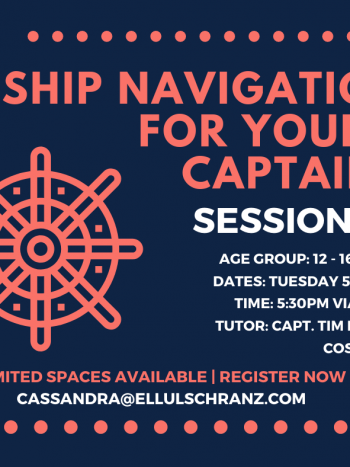 SHIP NAVIGATIO
FOR YOUN
CAPTAI
SESSION
AGE GROUP: 12 - 16
DATES: TUESDAY 5
TIME: 5:30PM VIA
TUTOR: CAPT. TIM
COS
MITED SPACES AVAILABLE | REGISTER NOW
CASSANDRA@ELLULSCHRANZ.COM